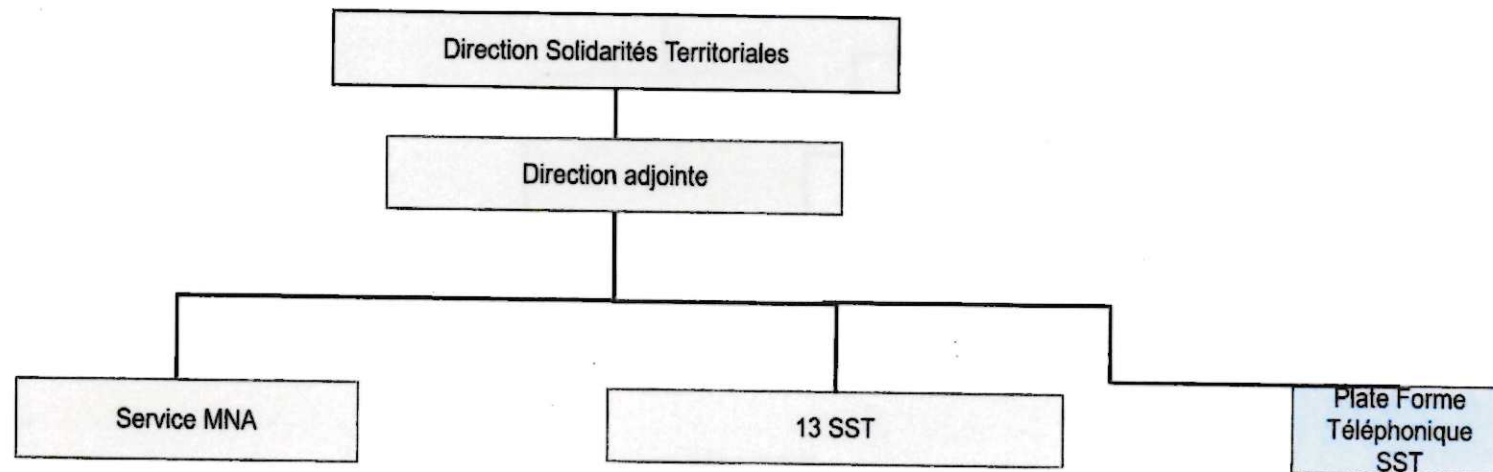 Direction Solidarités Territoriales
Direction adjointe
Service MNA
13 SST
Plate Forme
Téléphonique
SST